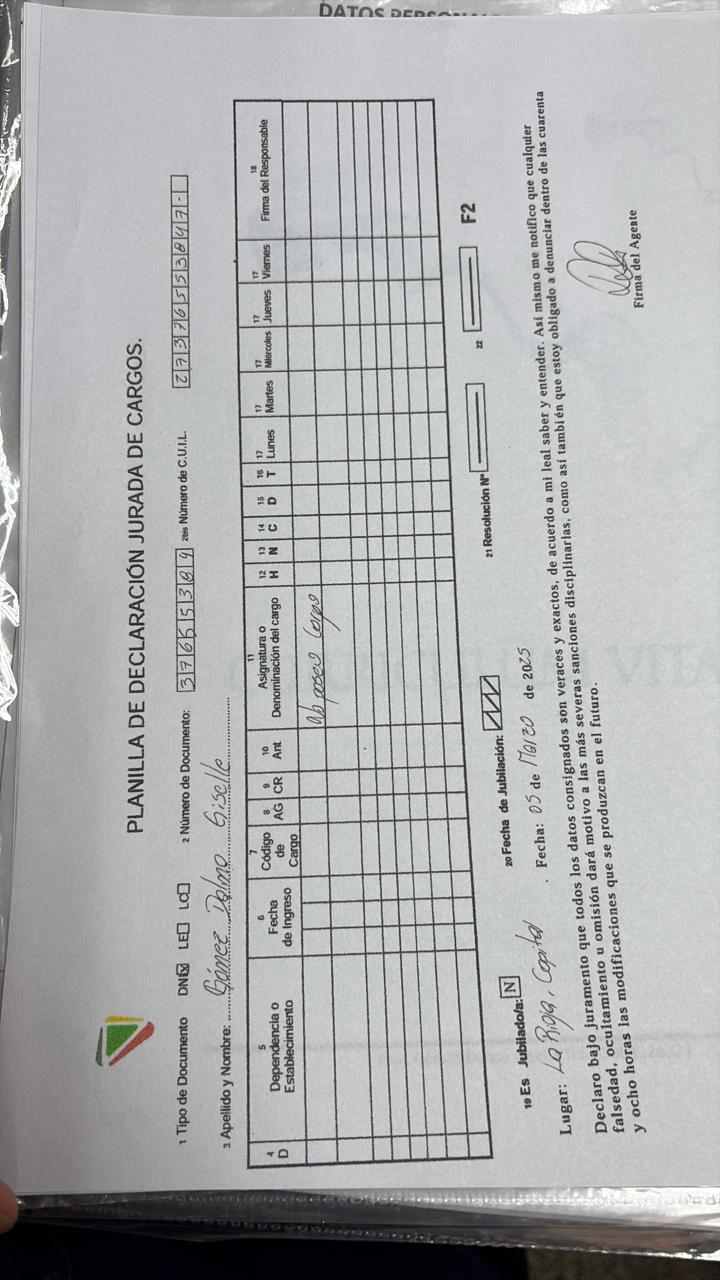 DATOS PERSONALES
PLANILLA DE DECLARACIÓN JURADA DE CARGOS.
1 Tipo de Documento DNI X LE LC 2 Número de Documento: 37655384 2bis Número de C.U.I.L. 27376553847-
3 Apellido y Nombre: Gómez Dalma Giselle
4 D 5 Dependencia o Establecimiento 6 Fecha de Ingreso 7 Código de Cargo 8 AG 9 CR 10 Ant 11 Asignatura o Denominación del cargo 12 H 13 N 14 C 15 D 16 T 17 Lunes 17 Martes 17 Miércoles 17 Jueves 17 Viernes 18 Firma del Responsable
No poseo Cargo
19 Es Jubilado/a: N 20 Fecha de Jubilación: 21 Resolución Nº 22 F2
Lugar: La Rioja, Capital . Fecha: 05 de Marzo de 2025
Declaro bajo juramento que todos los datos consignados son veraces y exactos, de acuerdo a mi leal saber y entender. Así mismo me notifico que cualquier
falsedad, ocultamiento u omisión dará motivo a las más severas sanciones disciplinarias, como así también que estoy obligado a denunciar dentro de las cuarenta
y ocho horas las modificaciones que se produzcan en el futuro.
Firma del Agente